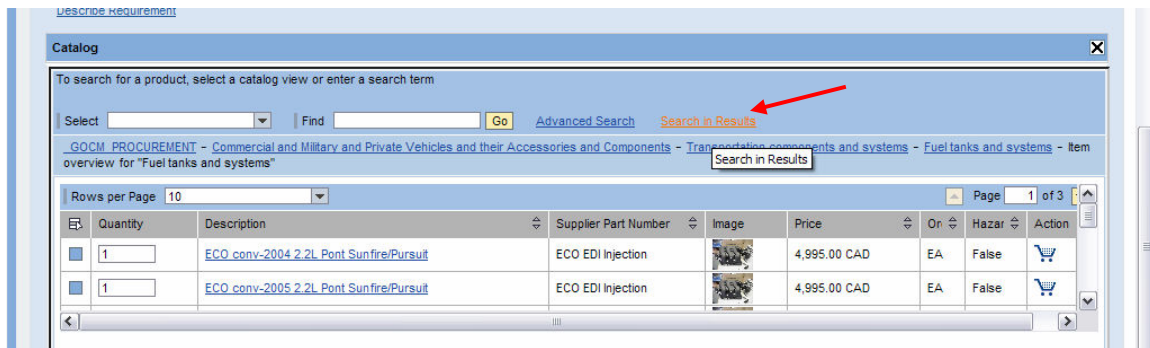 Describe Requirement
Catalog
To search for a product, select a catalog view or enter a search term
Select Find Go Advanced Search Search in Results
_GOCM_PROCUREMENT - Commercial and Military and Private Vehicles and their Accessories and Components - Transportation components and systems - Fuel tanks and systems - Item
overview for "Fuel tanks and systems"
Search in Results
Rows per Page 10 Page 1 of 3
Quantity Description Supplier Part Number Image Price Or Hazar Action
1 ECO conv-2004 2.2L Pont Sunfire/Pursuit ECO EDI Injection 4,995.00 CAD EA False
1 ECO conv-2005 2.2L Pont Sunfire/Pursuit ECO EDI Injection 4,995.00 CAD EA False